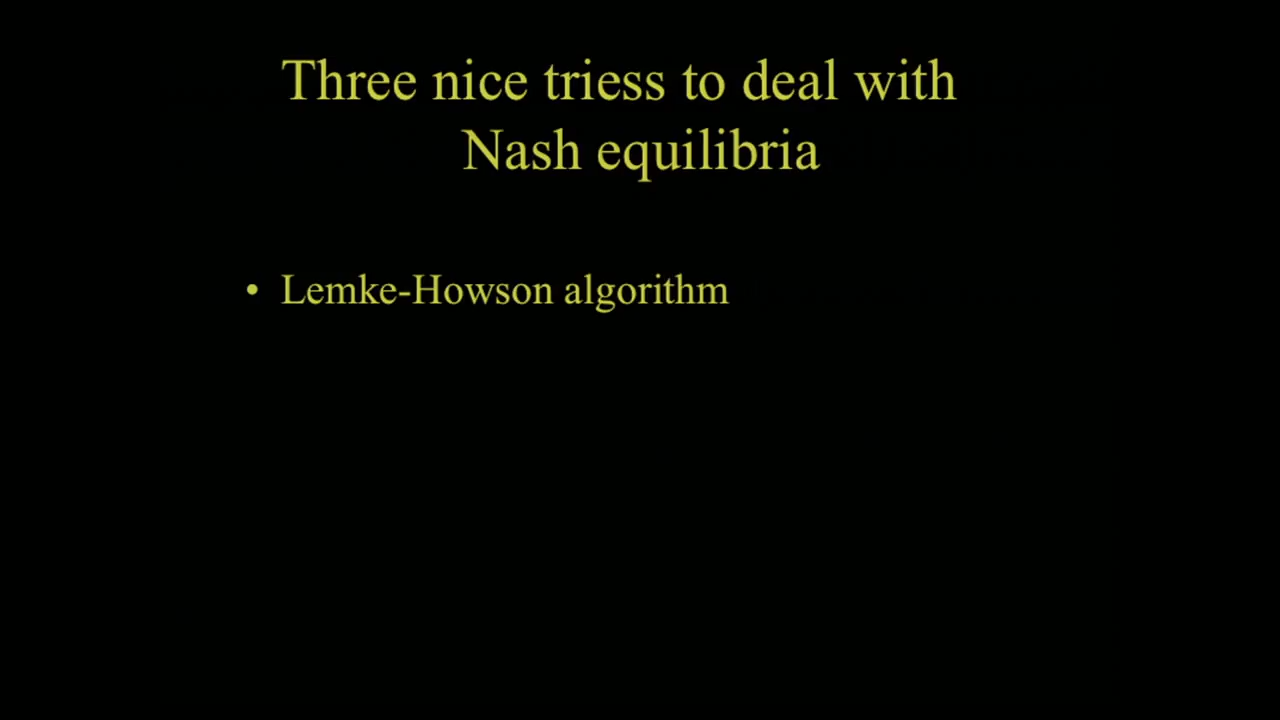 Three nice triess to deal with
Nash equilibria
• Lemke-Howson algorithm